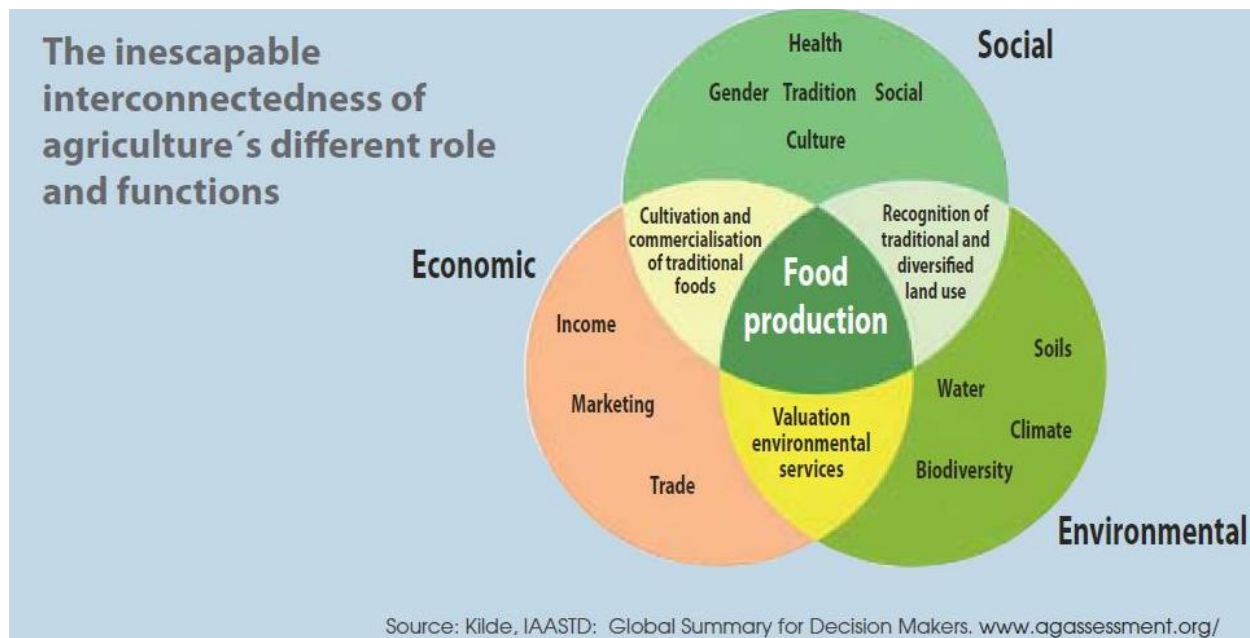 The inescapable
interconnectedness of
agriculture´s different role
and functions
Social
Health
Gender Tradition Social
Culture
Economic
Cultivation and
commercialisation
of traditional
foods
Recognition of
traditional and
diversified
land use
Food
production
Income
Marketing
Trade
Soils
Water
Climate
Biodiversity
Valuation
environmental
services
Environmental
Source: Kilde, IAASTD: Global Summary for Decision Makers. www.agassessment.org/